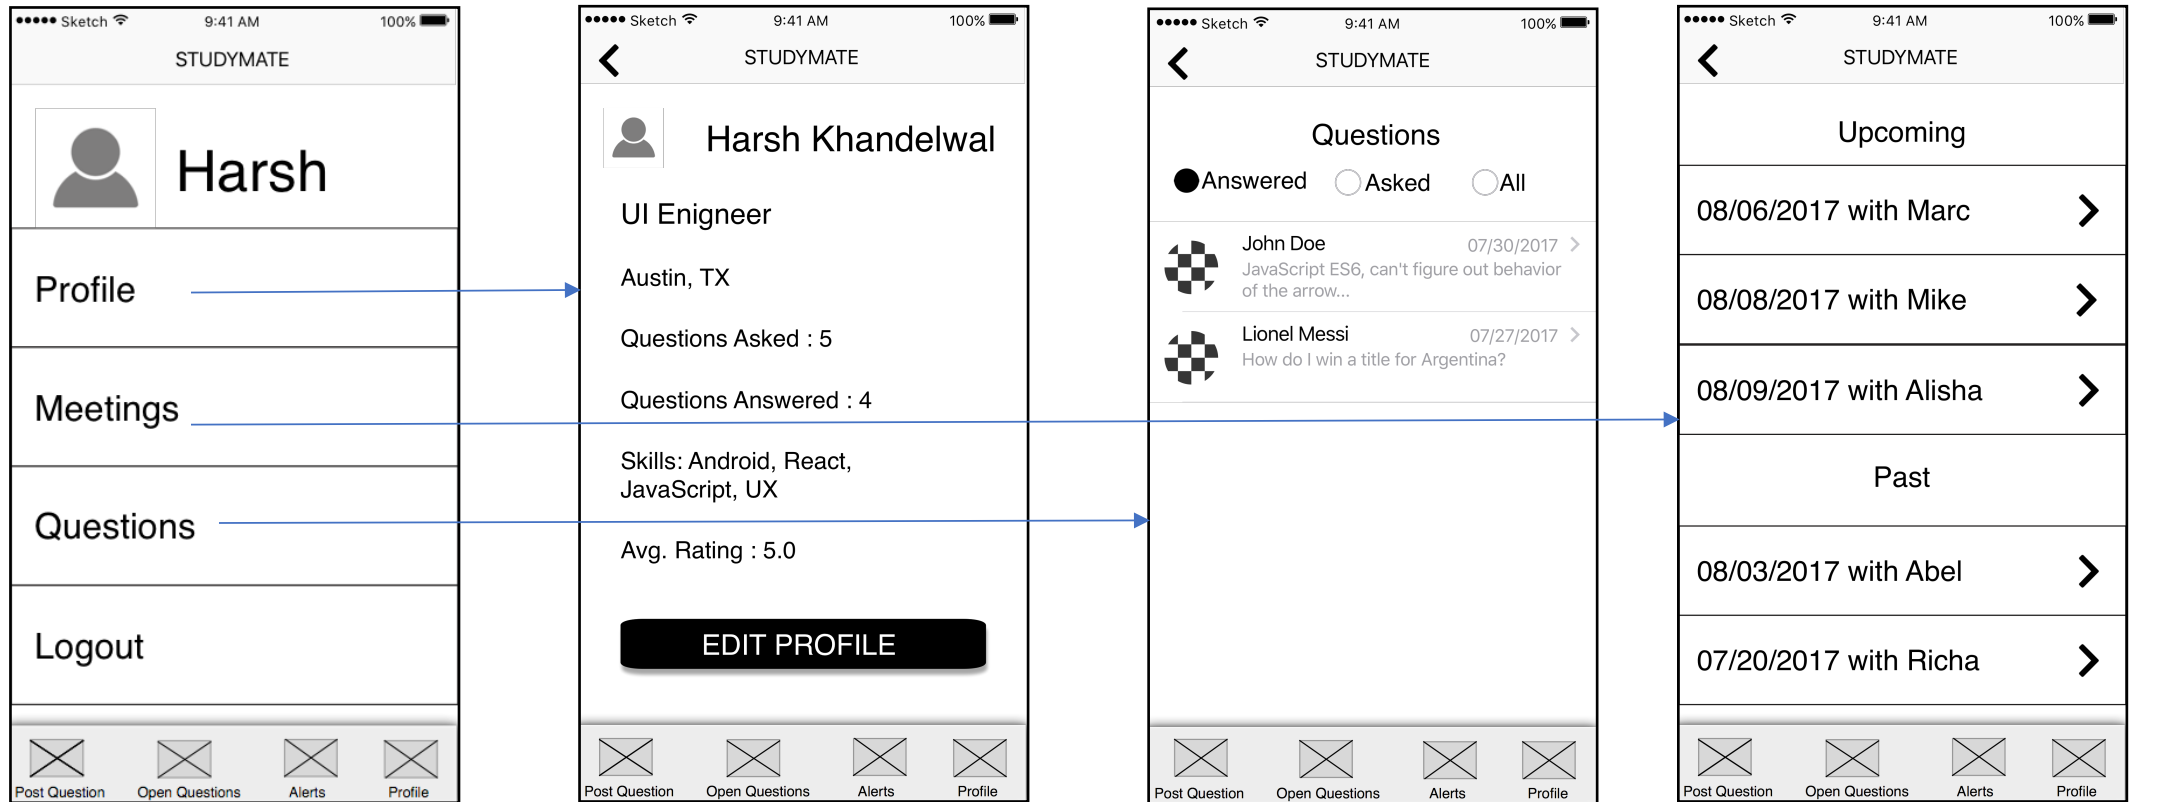 ●●●●● Sketch 9:41 AM 100%
STUDYMATE
Harsh
Profile
Meetings
Questions
Logout
Post Question Open Questions Alerts Profile
●●●●● Sketch 9:41 AM 100%
STUDYMATE
Harsh Khandelwal
UI Enigneer
Austin, TX
Questions Asked : 5
Questions Answered : 4
Skills: Android, React,
JavaScript, UX
Avg. Rating : 5.0
EDIT PROFILE
Post Question Open Questions Alerts Profile
●●●●● Sketch 9:41 AM 100%
STUDYMATE
Questions
Answered Asked All
John Doe 07/30/2017
JavaScript ES6, can't figure out behavior
of the arrow...
Lionel Messi 07/27/2017
How do I win a title for Argentina?
Post Question Open Questions Alerts Profile
●●●●● Sketch 9:41 AM 100%
STUDYMATE
Upcoming
08/06/2017 with Marc
08/08/2017 with Mike
08/09/2017 with Alisha
Past
08/03/2017 with Abel
07/20/2017 with Richa
Post Question Open Questions Alerts Profile